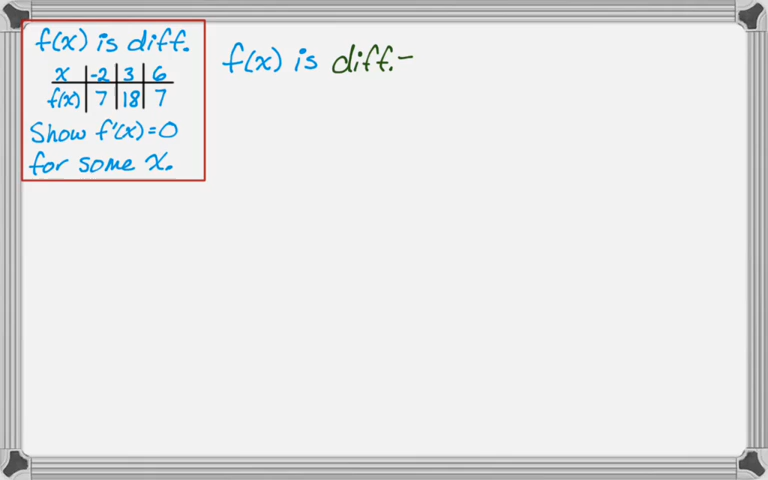 f(x) is diff.
x | -2 | 3 | 6
f(x) | 7 | 18 | 7
Show f'(x)=0
for some x.
f(x) is diff.-